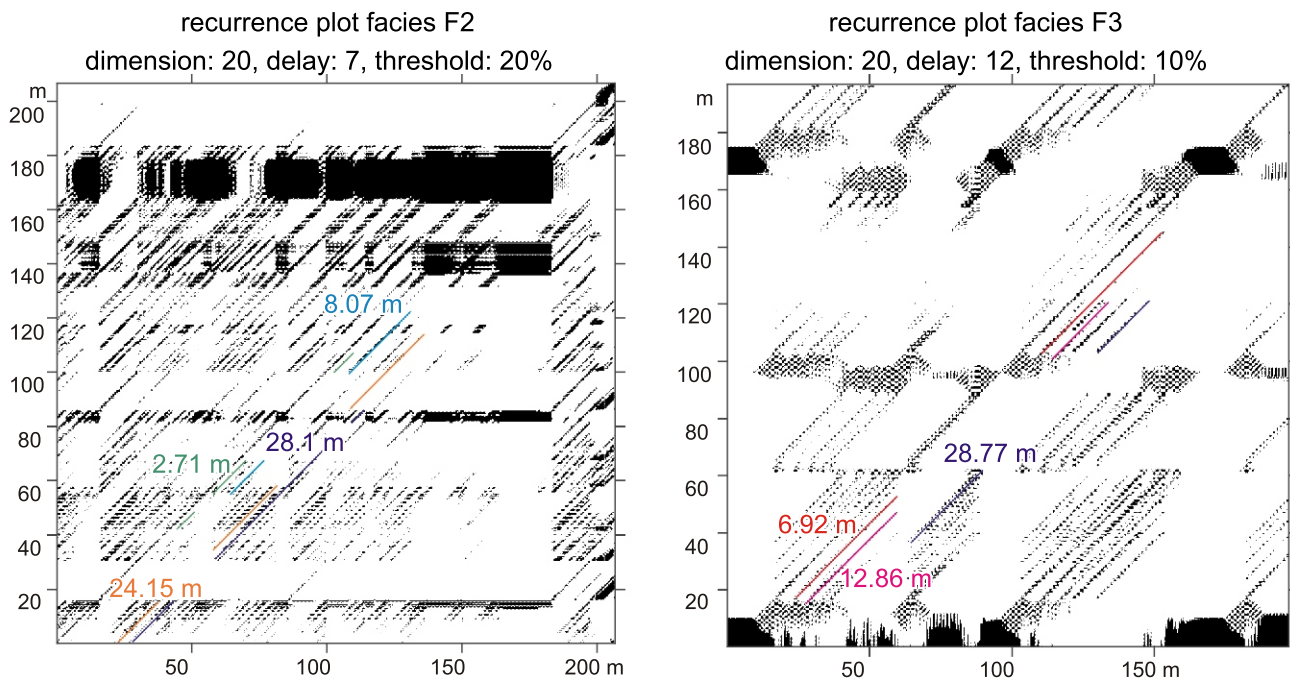 recurrence plot facies F2
dimension: 20, delay: 7, threshold: 20%
m
200
180
160
140
120
100
80
60
40
20
8.07 m
28.1 m
2.71 m
24.15 m
50
100
150
200 m
recurrence plot facies F3
dimension: 20, delay: 12, threshold: 10%
m
180
160
140
120
100
80
60
40
20
28.77 m
6.92 m
12.86 m
50
100
150 m